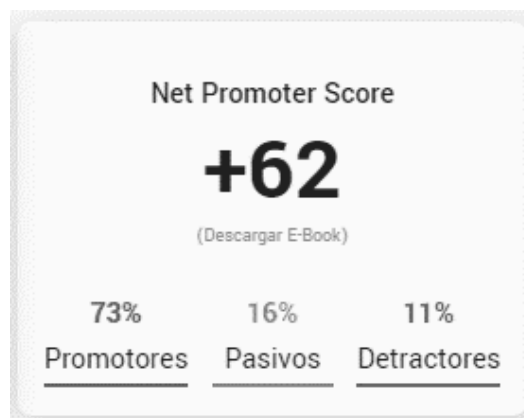 Net Promoter Score
+62
(Descargar E-Book)
73% 16% 11%
Promotores Pasivos Detractores